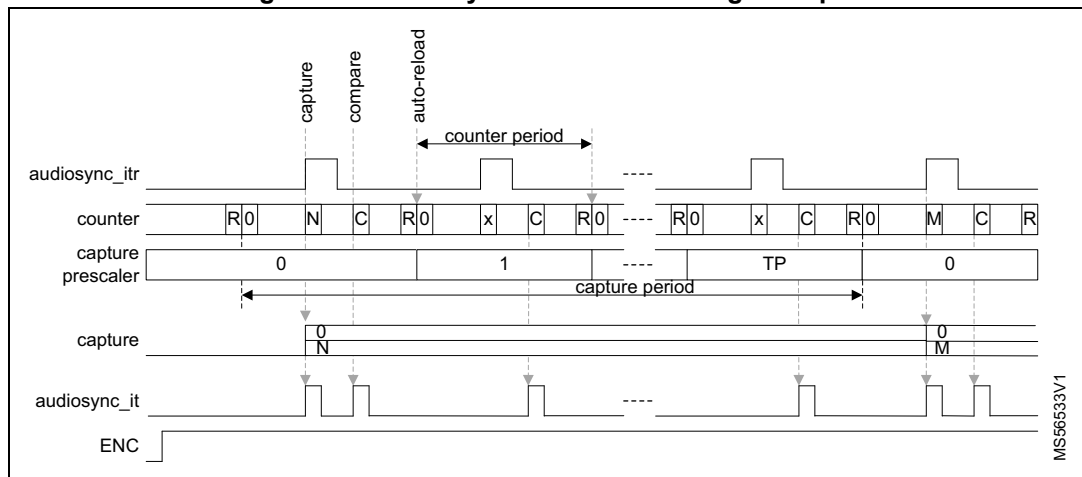 capture
compare
auto-reload
counter period
audiosync_itr
counter R 0 N C R 0 x C R 0 R 0 x C R 0 M C R
capture prescaler 0 1 TP 0
capture period
capture 0 N 0 M
audiosync_it
ENC
MS56533V1